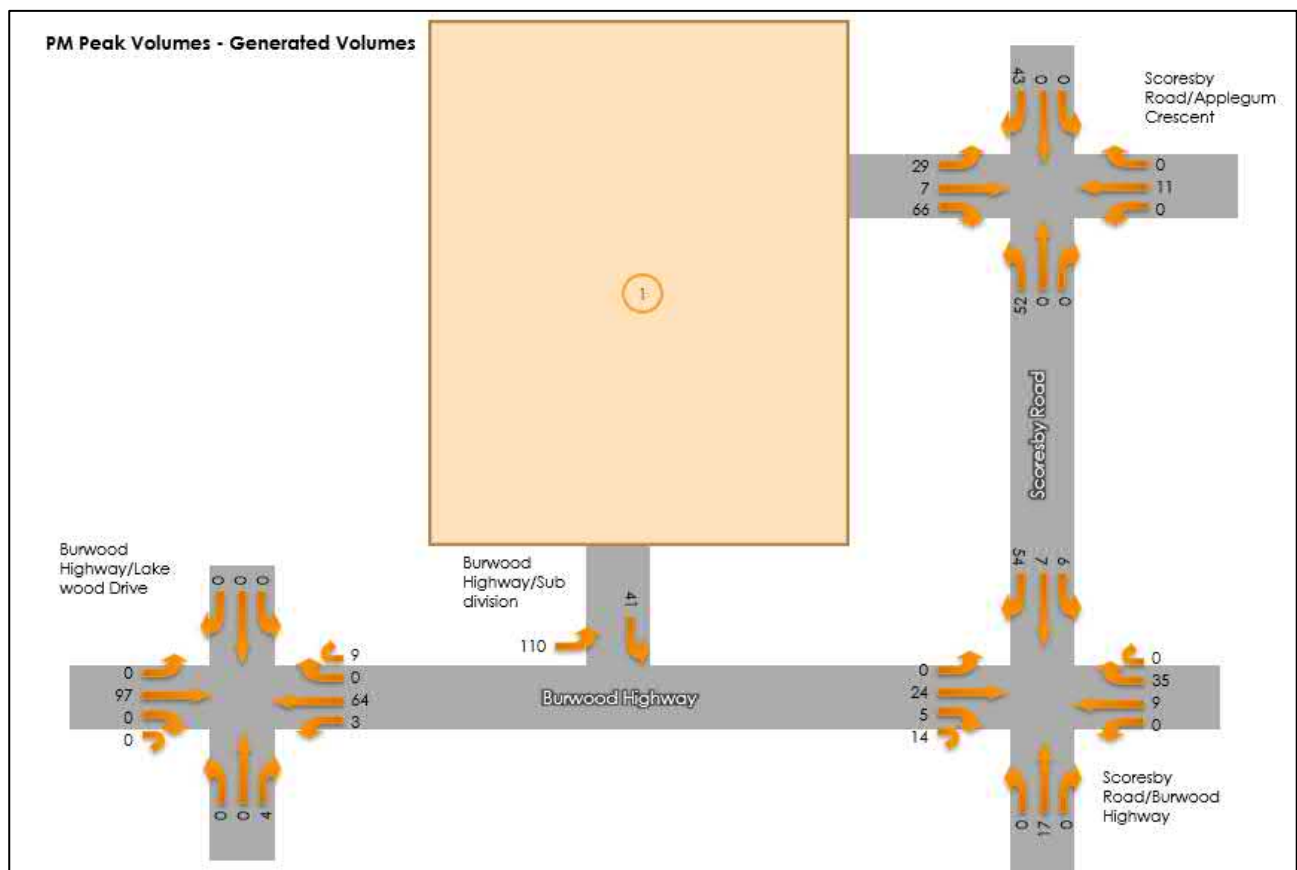 PM Peak Volumes - Generated Volumes
43 0 0
Scoresby
Road/Applegum
Crescent
29
7
66
0
11
0
52 0 0
1
Scoresby Road
Burwood
Highway/Lake
wood Drive
0 0 0
0
97
0
0
9
0
64
3
0 0 4
Burwood
Highway/Sub
division
110
41
Burwood Highway
54 7 6
0
24
5
14
0
35
9
0
0 17 0
Scoresby
Road/Burwood
Highway